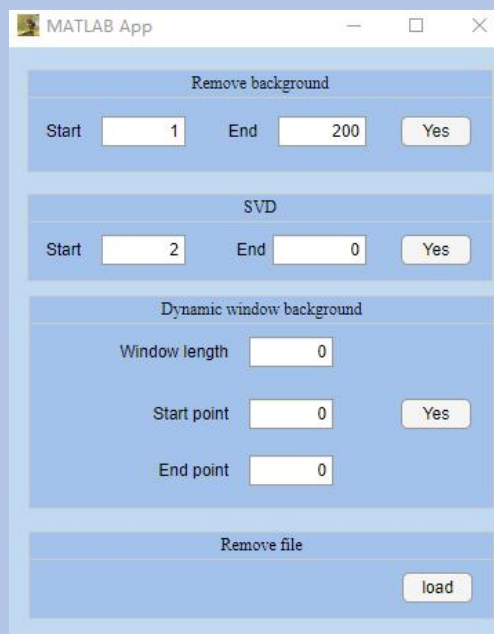 MATLAB App
Remove background
Start 1 End 200 Yes
SVD
Start 2 End 0 Yes
Dynamic window background
Window length 0
Start point 0 Yes
End point 0
Remove file
load